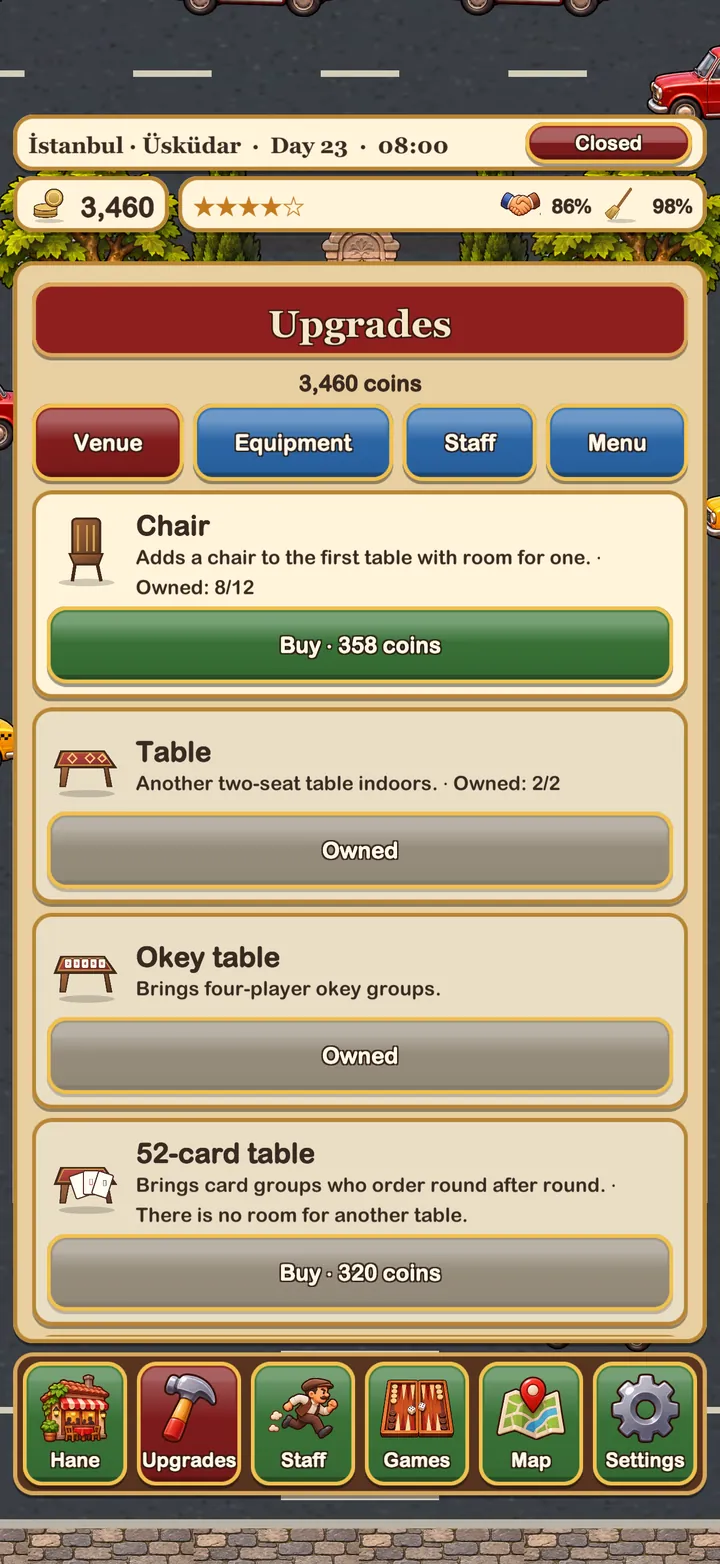 İstanbul · Üsküdar · Day 23 · 08:00
Closed
3,460
★★★★☆
86%
98%
Upgrades
3,460 coins
Venue
Equipment
Staff
Menu
Chair
Adds a chair to the first table with room for one. ·
Owned: 8/12
Buy · 358 coins
Table
Another two-seat table indoors. · Owned: 2/2
Owned
Okey table
Brings four-player okey groups.
Owned
52-card table
Brings card groups who order round after round. ·
There is no room for another table.
Buy · 320 coins
Hane
Upgrades
Staff
Games
Map
Settings